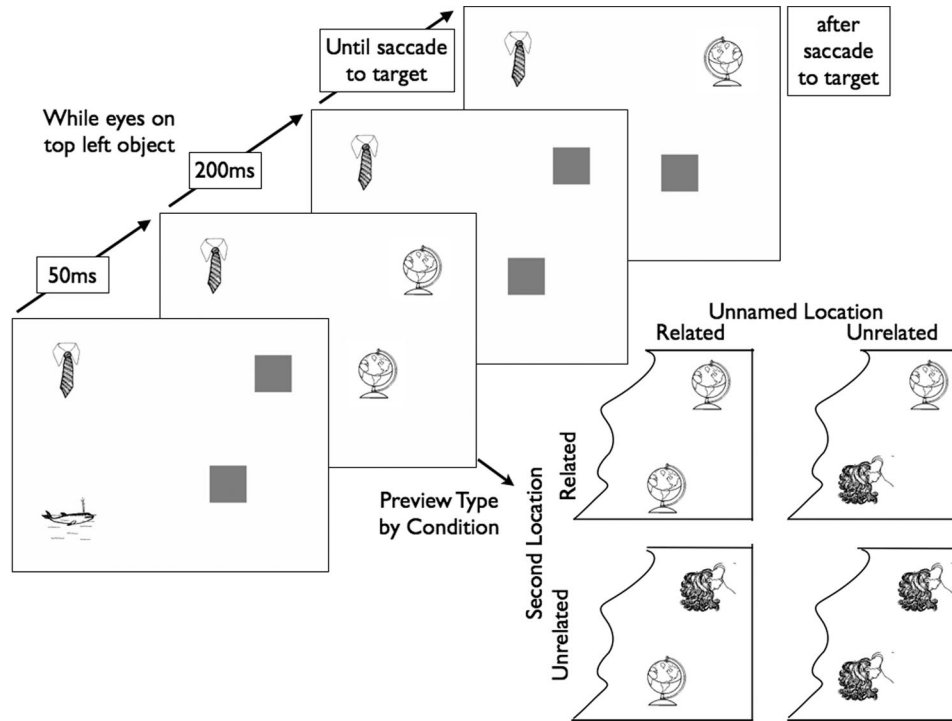 Until saccade
to target
after
saccade
to target
While eyes on
top left object
200ms
50ms
Unnamed Location
Related
Unrelated
Preview Type
by Condition
Second Location
Related
Unrelated